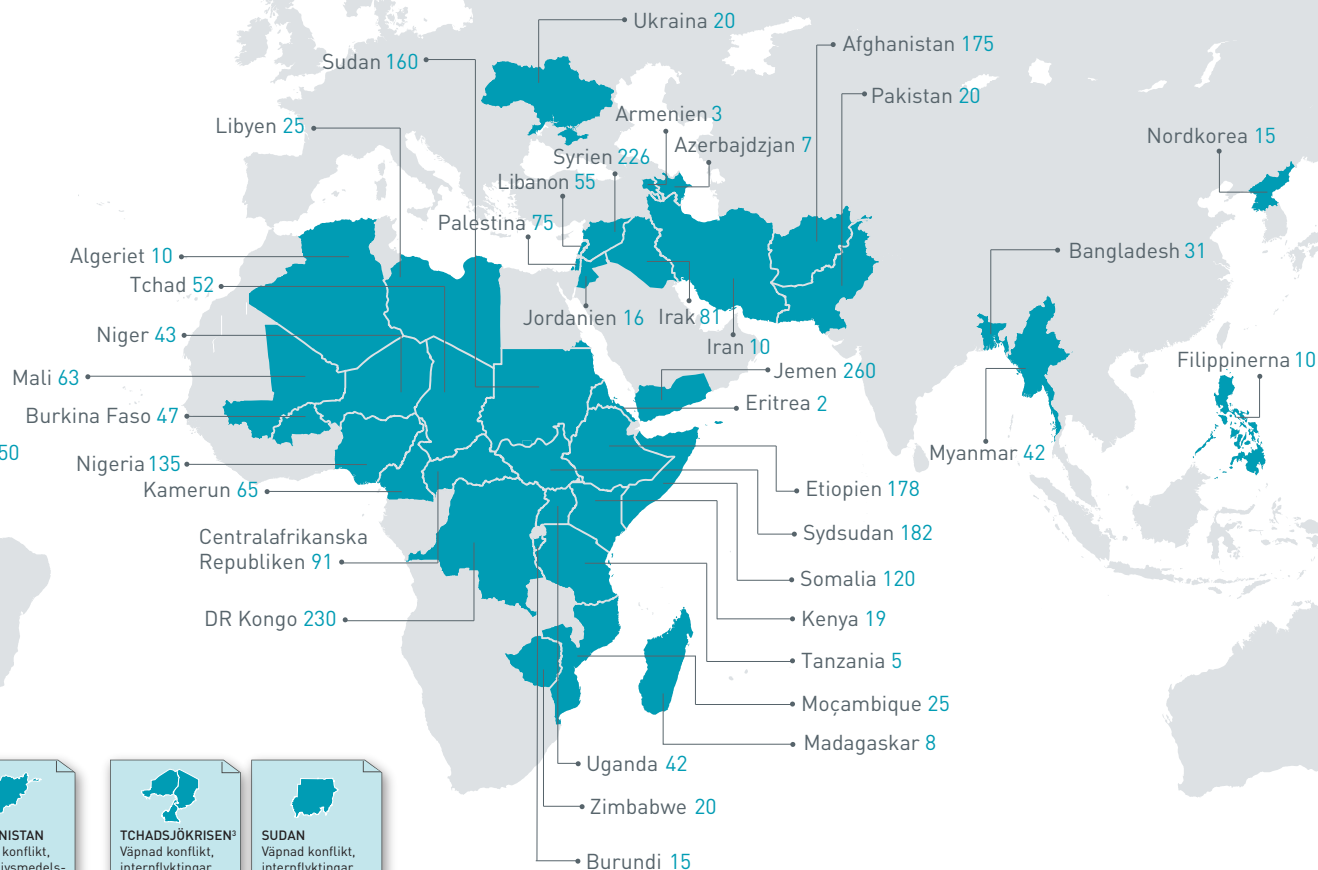 Ukraina 20
Afghanistan 175
Sudan 160
Pakistan 20
Armenien 3
Libyen 25
Azerbajdzjan 7
Nordkorea 15
Syrien 226
Libanon 55
Palestina 75
Algeriet 10
Bangladesh 31
Tchad 52
Jordanien 16
Irak 81
Niger 43
Iran 10
Filippinerna 10
Mali 63
Jemen 260
Eritrea 2
Burkina Faso 47
50
Myanmar 42
Nigeria 135
Kamerun 65
Etiopien 178
Centralafrikanska
Republiken 91
Sydsudan 182
Somalia 120
DR Kongo 230
Kenya 19
Tanzania 5
Moçambique 25
Madagaskar 8
Uganda 42
Zimbabwe 20
Burundi 15
NISTAN
konflikt,
ivsmedels-
TCHADSJÖKRISEN³
Väpnad konflikt,
internflyktingar
SUDAN
Väpnad konflikt,
internflyktingar